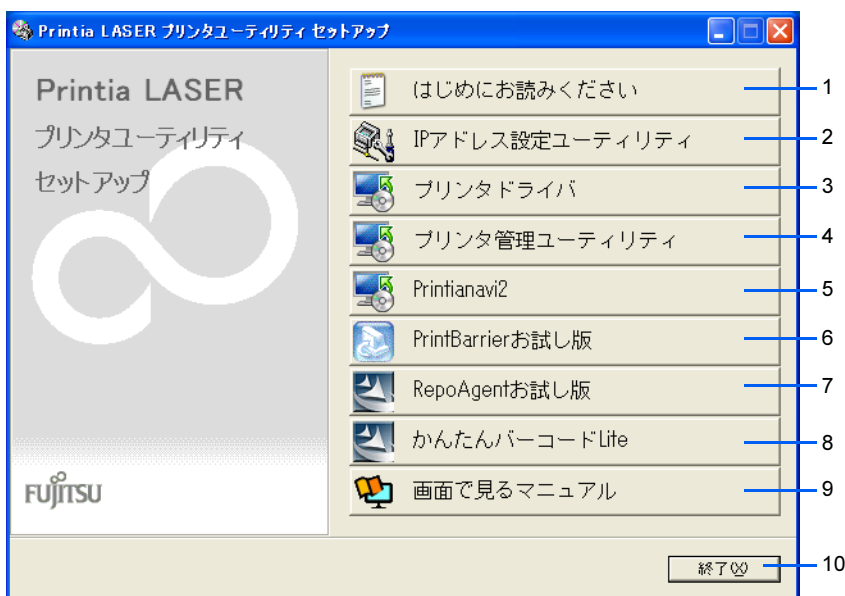 Printia LASER プリンタユーティリティ セットアップ
Printia LASER
プリンタユーティリティ
セットアップ
FUJITSU
はじめにお読みください 1
IPアドレス設定ユーティリティ 2
プリンタドライバ 3
プリンタ管理ユーティリティ 4
Printianavi2 5
PrintBarrierお試し版 6
RepoAgentお試し版 7
かんたんバーコードLite 8
画面で見るマニュアル 9
終了(X) 10